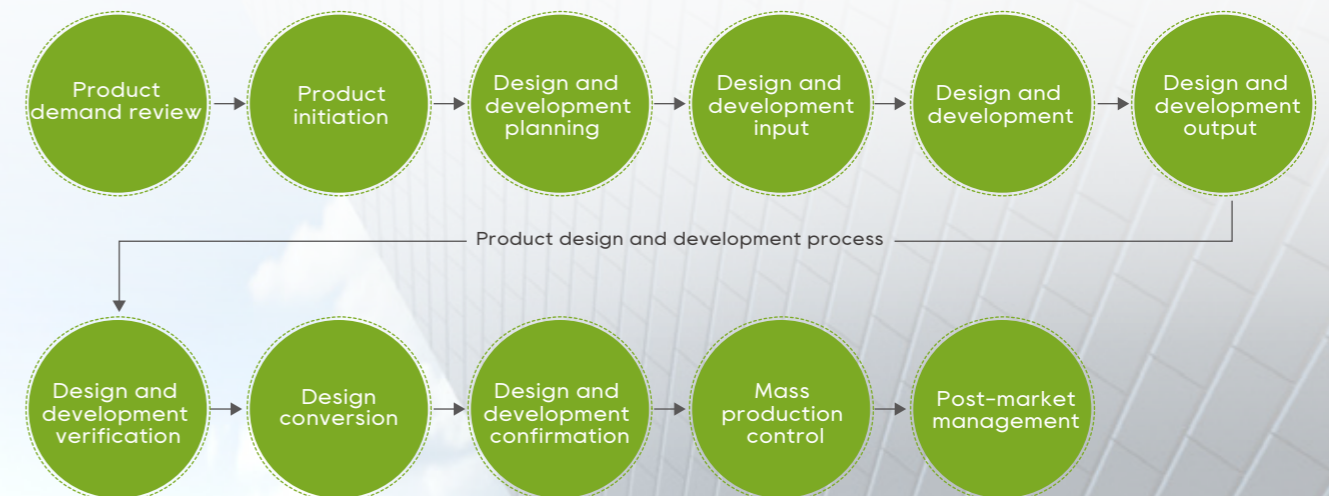 Product
demand review
Product
initiation
Design and
development
planning
Design and
development
input
Design and
development
Design and
development
output
Product design and development process
Design and
development
verification
Design
conversion
Design and
development
confirmation
Mass
production
control
Post-market
management